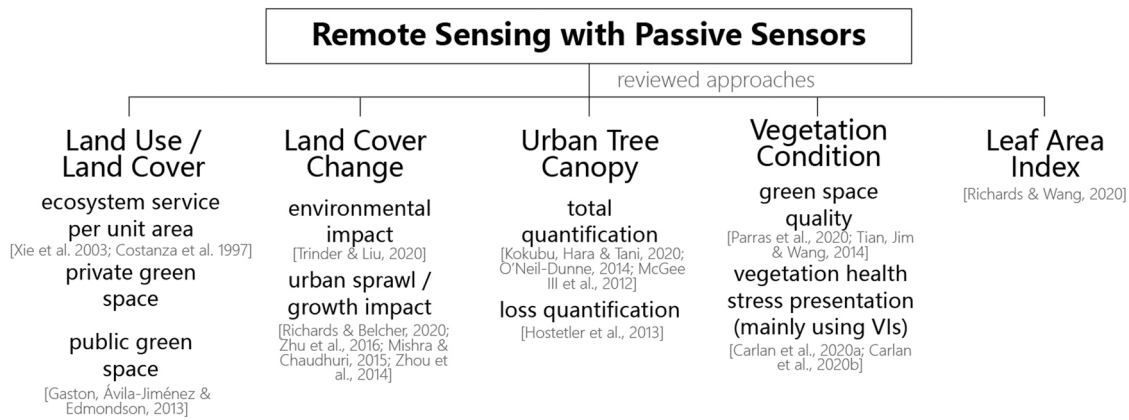 Remote Sensing with Passive Sensors
reviewed approaches
Land Use /
Land Cover
ecosystem service
per unit area
[Xie et al. 2003; Costanza et al. 1997]
private green
space
public green
space
[Gaston, Ávila-Jiménez &
Edmondson, 2013]
Land Cover
Change
environmental
impact
[Trinder & Liu, 2020]
urban sprawl /
growth impact
[Richards & Belcher, 2020;
Zhu et al., 2016; Mishra &
Chaudhuri, 2015; Zhou et
al., 2014]
Urban Tree
Canopy
total
quantification
[Kokubu, Hara & Tani, 2020;
O'Neil-Dunne, 2014; McGee
III et al., 2012]
loss quantification
[Hostetler et al., 2013]
Vegetation
Condition
green space
quality
[Parras et al., 2020; Tian, Jim
& Wang, 2014]
vegetation health
stress presentation
(mainly using VIs)
[Carlan et al., 2020a; Carlan
et al., 2020b]
Leaf Area
Index
[Richards & Wang, 2020]